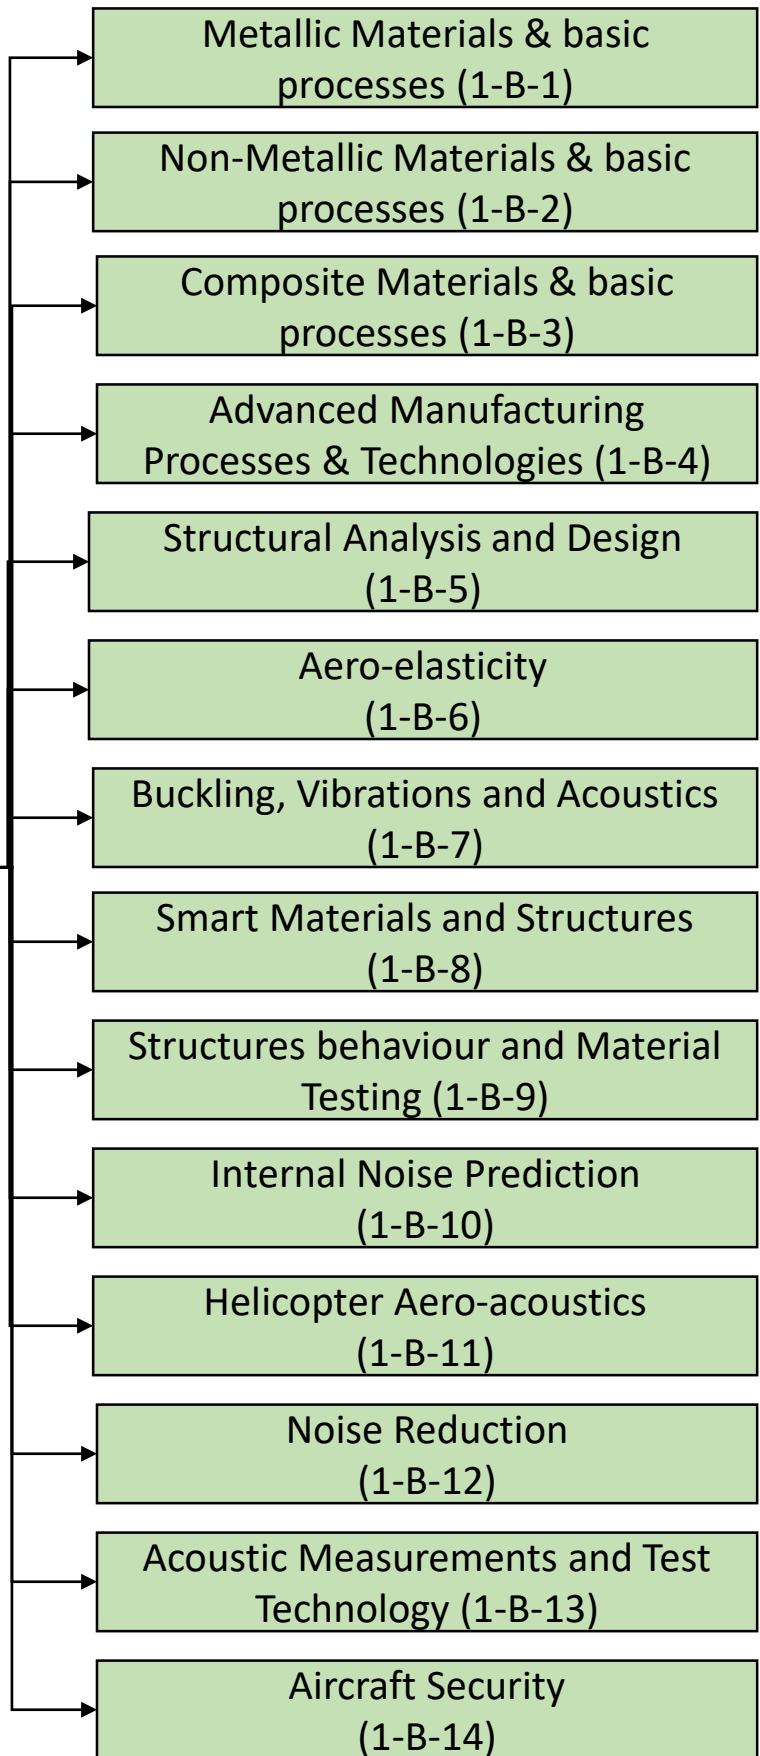 Metallic Materials & basic
processes (1-B-1)
Non-Metallic Materials & basic
processes (1-B-2)
Composite Materials & basic
processes (1-B-3)
Advanced Manufacturing
Processes & Technologies (1-B-4)
Structural Analysis and Design
(1-B-5)
Aero-elasticity
(1-B-6)
Buckling, Vibrations and Acoustics
(1-B-7)
Smart Materials and Structures
(1-B-8)
Structures behaviour and Material
Testing (1-B-9)
Internal Noise Prediction
(1-B-10)
Helicopter Aero-acoustics
(1-B-11)
Noise Reduction
(1-B-12)
Acoustic Measurements and Test
Technology (1-B-13)
Aircraft Security
(1-B-14)